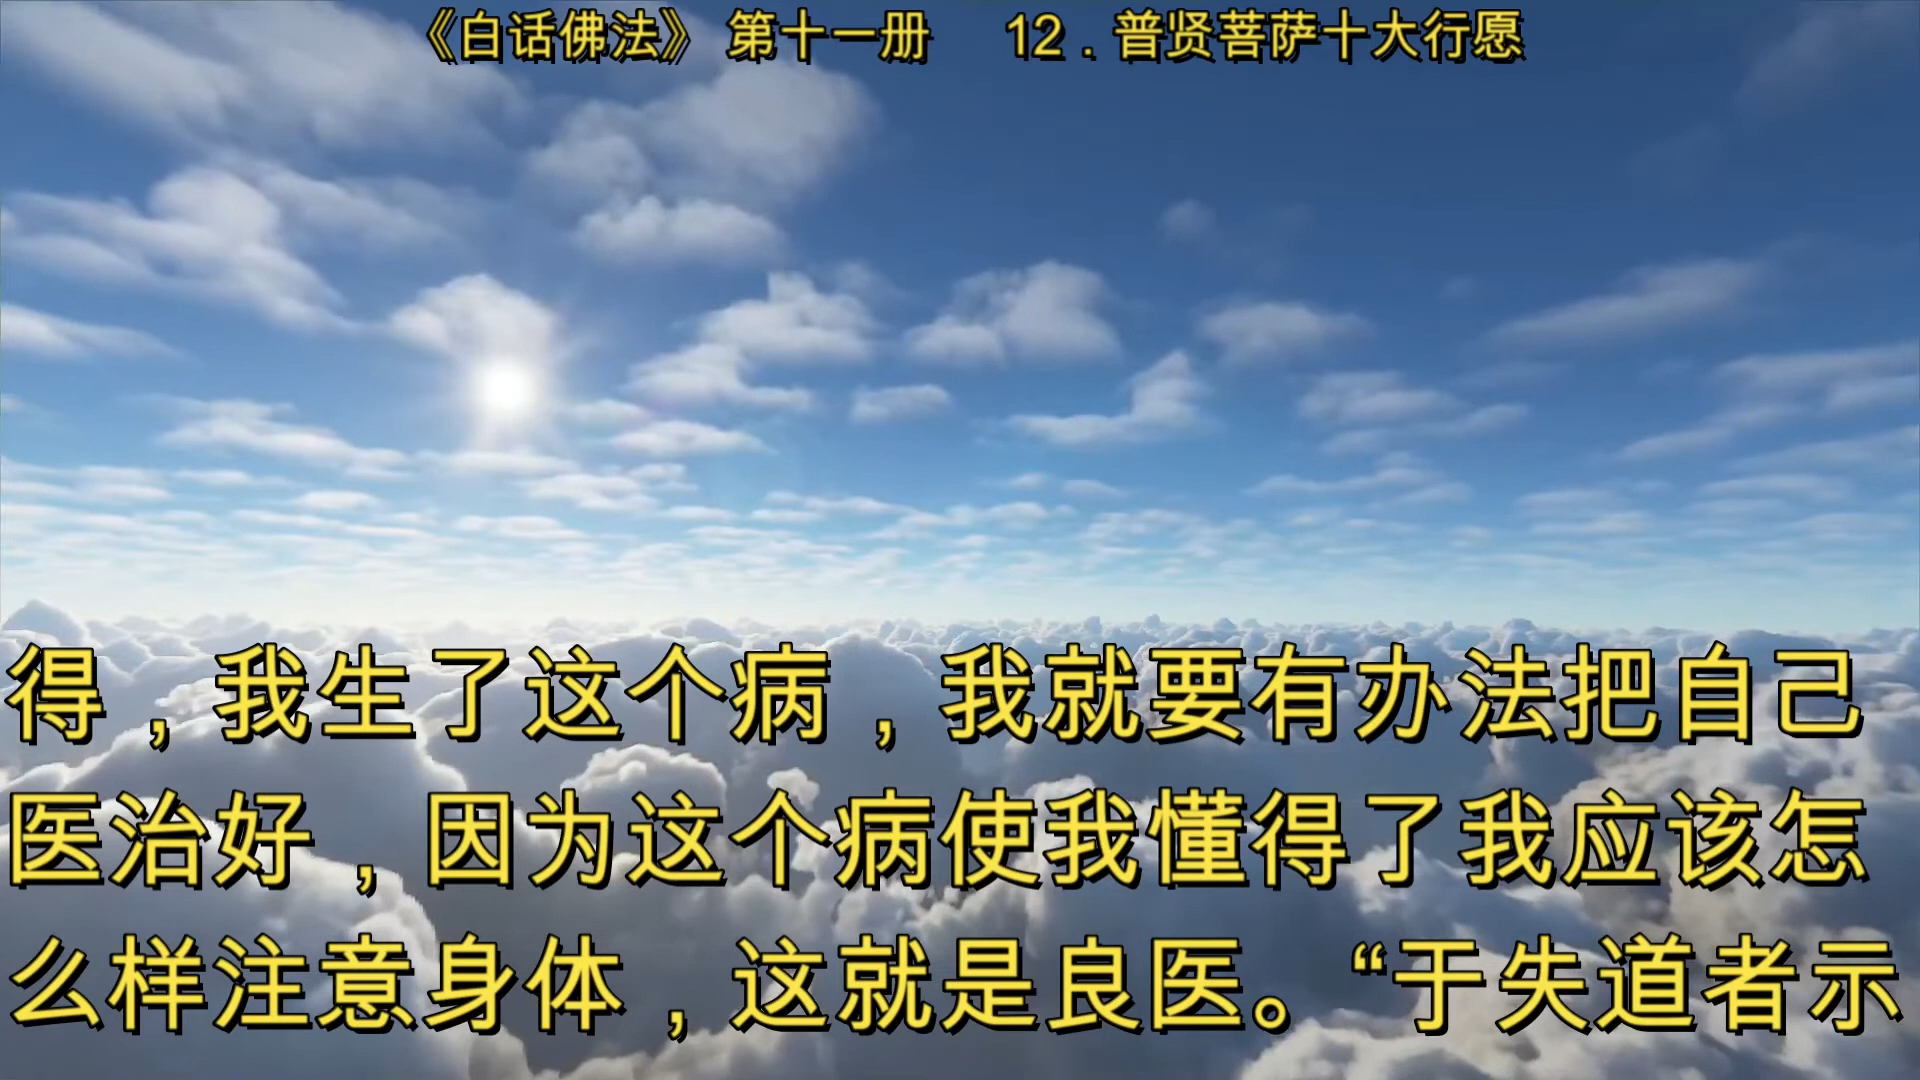 《白话佛法》 第十一册 12．普贤菩萨十大行愿
得，我生了这个病，我就要有办法把自己
医治好，因为这个病使我懂得了我应该怎
么样注意身体，这就是良医。“于失道者示